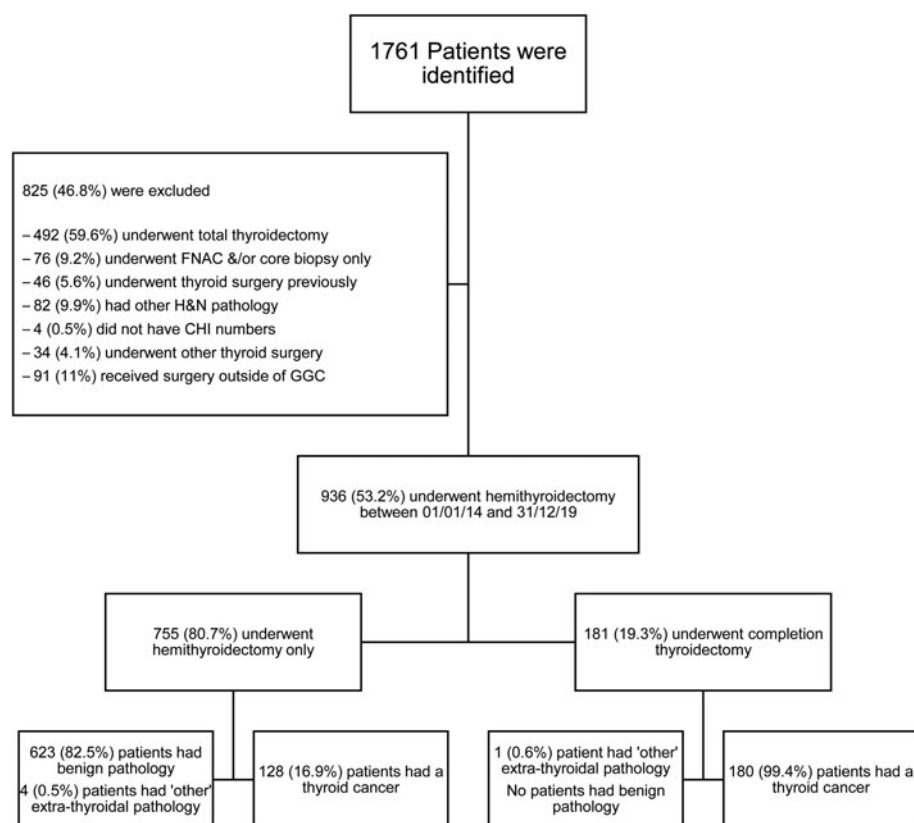 1761 Patients were
identified
825 (46.8%) were excluded
– 492 (59.6%) underwent total thyroidectomy
– 76 (9.2%) underwent FNAC &/or core biopsy only
– 46 (5.6%) underwent thyroid surgery previously
– 82 (9.9%) had other H&N pathology
– 4 (0.5%) did not have CHI numbers
– 34 (4.1%) underwent other thyroid surgery
– 91 (11%) received surgery outside of GGC
936 (53.2%) underwent hemithyroidectomy
between 01/01/14 and 31/12/19
755 (80.7%) underwent
hemithyroidectomy only
181 (19.3%) underwent completion
thyroidectomy
623 (82.5%) patients had
benign pathology
4 (0.5%) patients had 'other'
extra-thyroidal pathology
128 (16.9%) patients had a
thyroid cancer
1 (0.6%) patient had 'other'
extra-thyroidal pathology
No patients had benign
pathology
180 (99.4%) patients had a
thyroid cancer